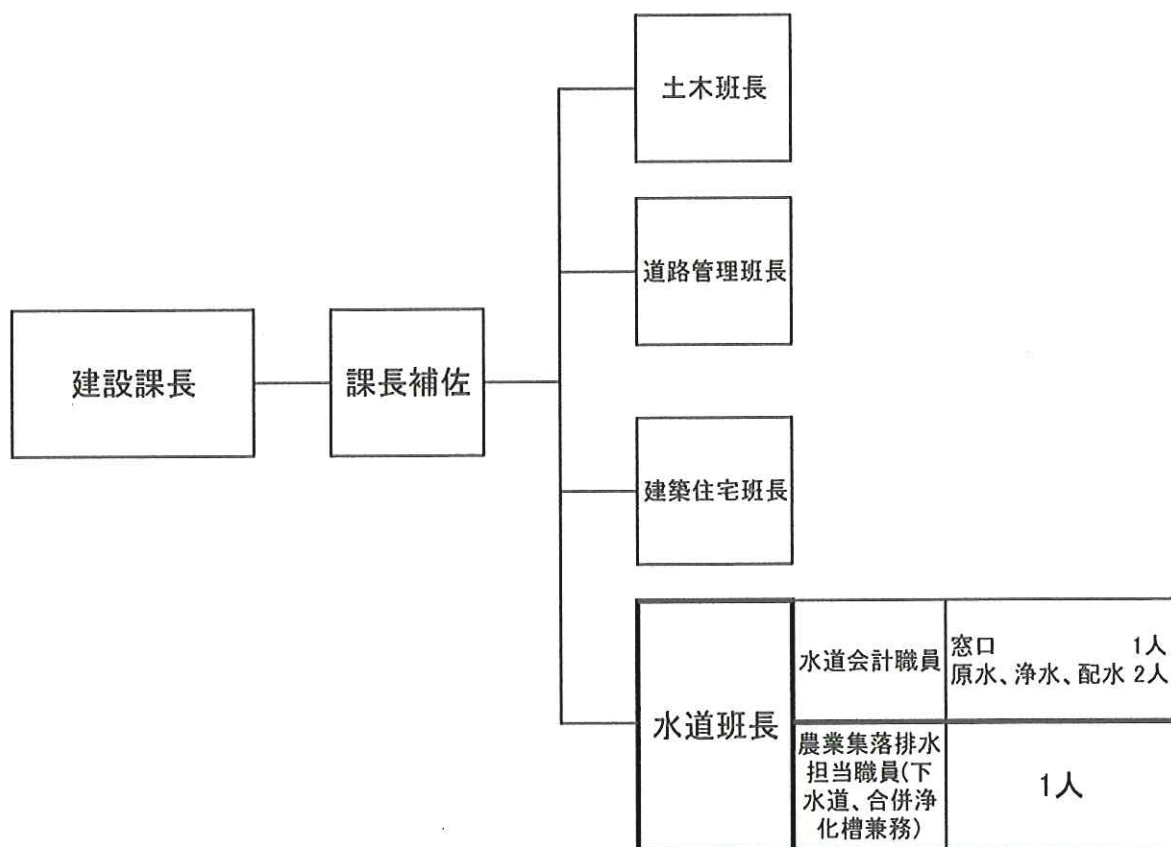 土木班長
道路管理班長
建設課長
課長補佐
建築住宅班長
水道班長
水道会計職員
窓口 1人
原水、浄水、配水 2人
農業集落排水
担当職員(下
水道、合併浄
化槽兼務)
1人